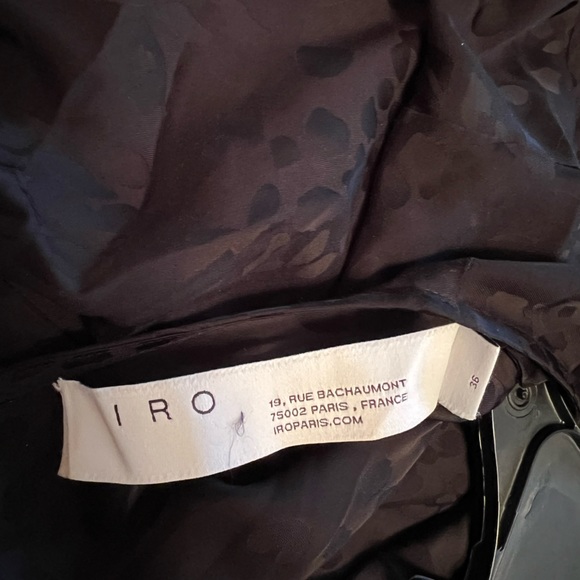 IRO
19, RUE BACHAUMONT
75002 PARIS , FRANCE
IROPARIS.COM
36